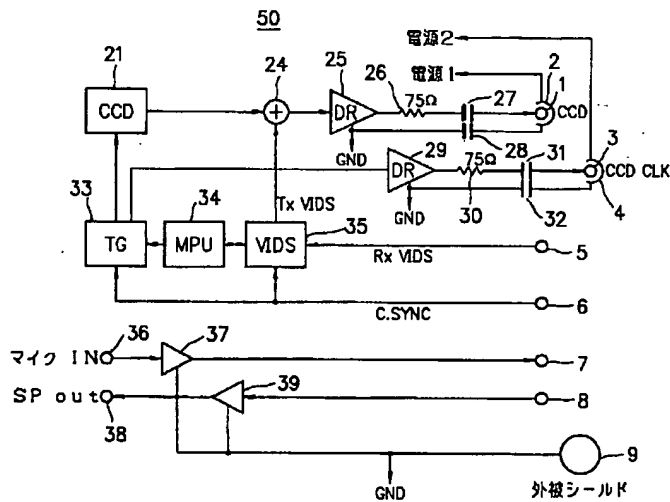 50
電源2
電源1
21
24
25
26
2
1
CCD
DR
75Ω
27
CCD
28
GND
29
3
33
34
Tx VIDS
35
DR
75Ω
31
CCD CLK
30
32
4
GND
TG
MPU
VIDS
Rx VIDS
5
C.SYNC
6
36
37
マイク IN
7
39
SP out
8
38
9
GND
外被シールド